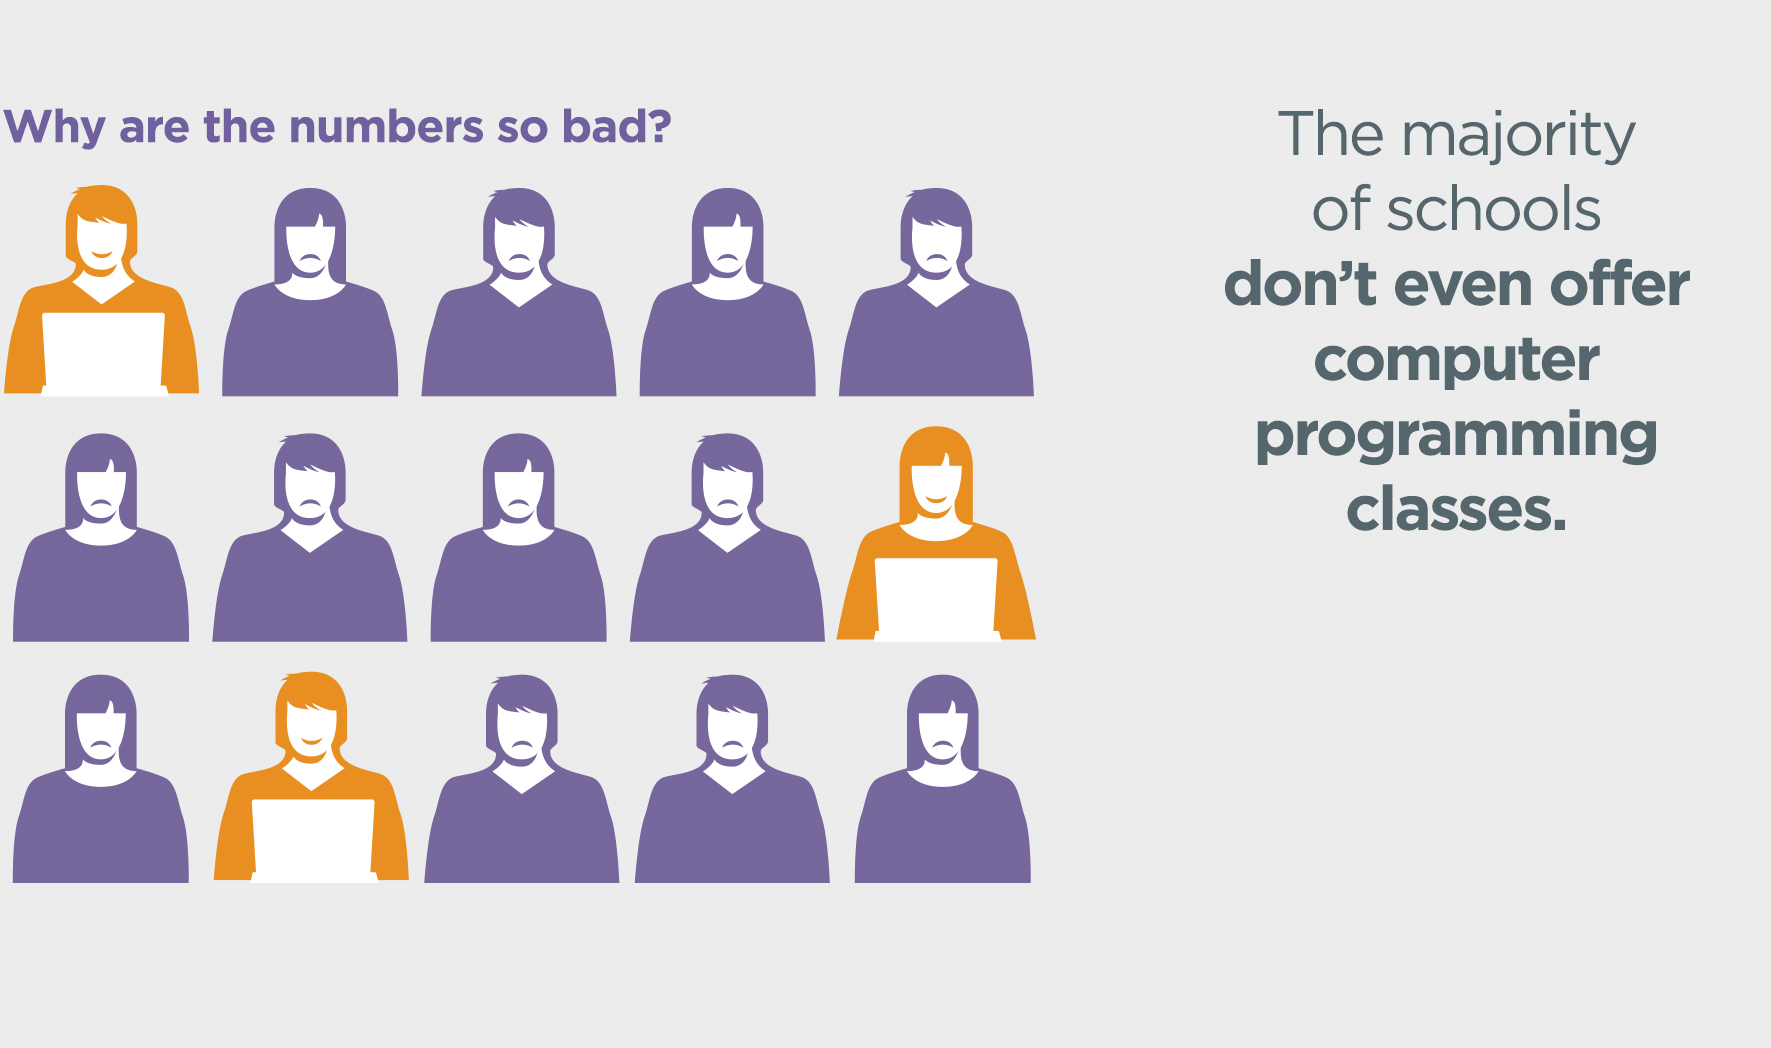 Why are the numbers so bad?
The majority
of schools
don’t even offer
computer
programming
classes.